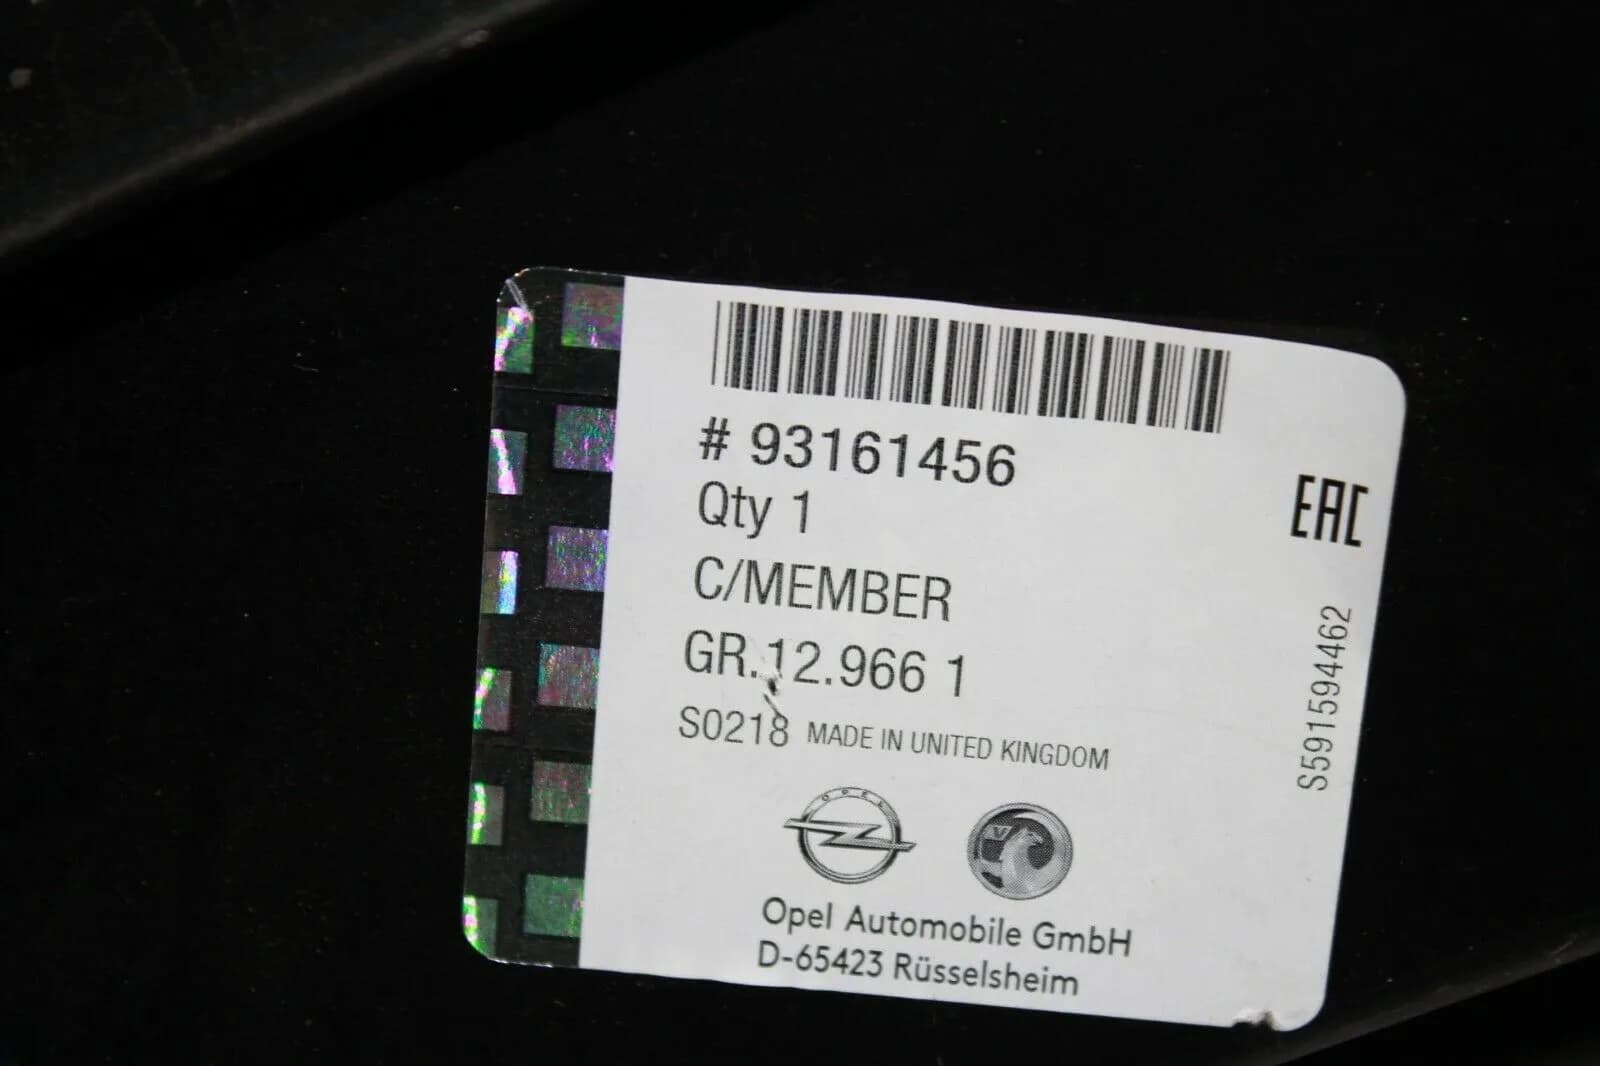 # 93161456
Qty 1
C/MEMBER
GR.12.966 1
S0218 MADE IN UNITED KINGDOM
EAC
S591594462
OPEL
V
Opel Automobile GmbH
D-65423 Rüsselsheim